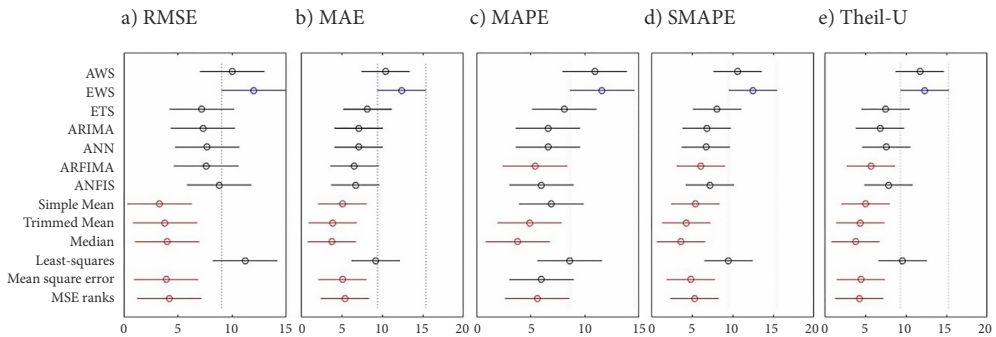 a) RMSE b) MAE c) MAPE d) SMAPE e) Theil-U
AWS
EWS
ETS
ARIMA
ANN
ARFIMA
ANFIS
Simple Mean
Trimmed Mean
Median
Least-squares
Mean square error
MSE ranks
0 5 10 15 0 5 10 15 20 0 5 10 15 0 5 10 15 20 0 5 10 15 20